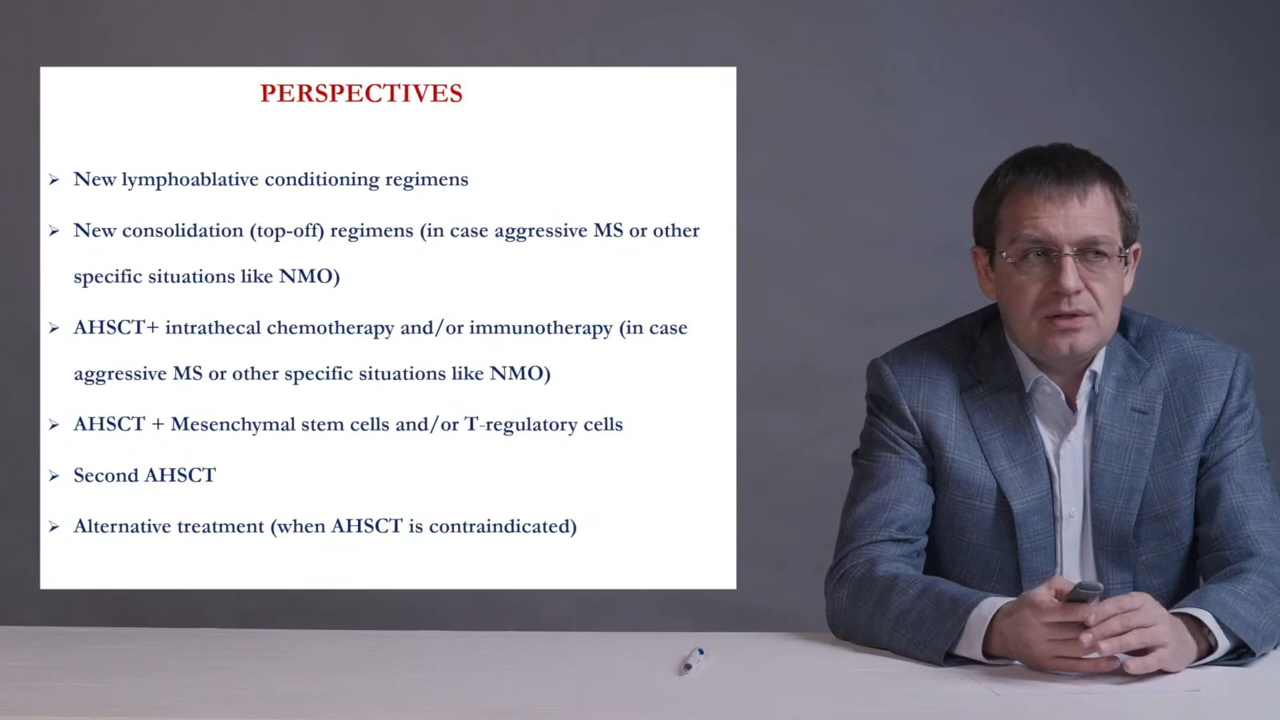 PERSPECTIVES
➢ New lymphoablative conditioning regimens
➢ New consolidation (top-off) regimens (in case aggressive MS or other
specific situations like NMO)
➢ AHSCT+ intrathecal chemotherapy and/or immunotherapy (in case
aggressive MS or other specific situations like NMO)
➢ AHSCT + Mesenchymal stem cells and/or T-regulatory cells
➢ Second AHSCT
➢ Alternative treatment (when AHSCT is contraindicated)